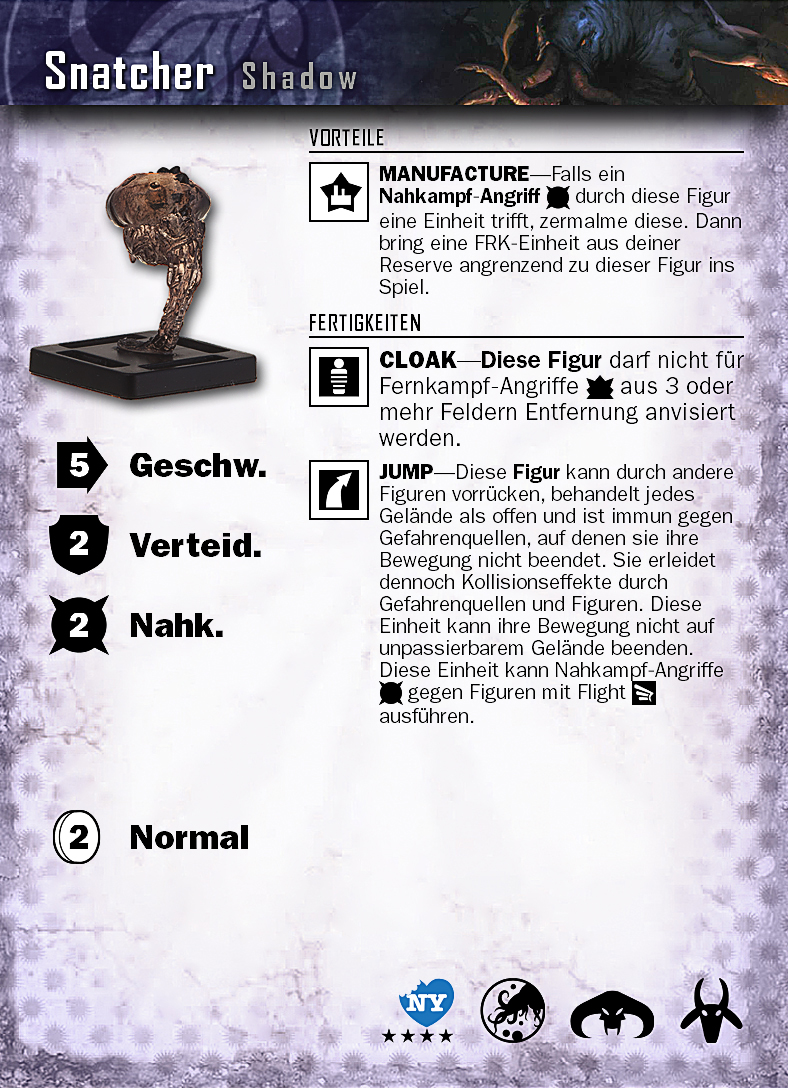 Snatcher Shadow
VORTEILE
MANUFACTURE—Falls ein
Nahkampf-Angriff durch diese Figur
eine Einheit trifft, zermalme diese. Dann
bring eine FRK-Einheit aus deiner
Reserve angrenzend zu dieser Figur ins
Spiel.
FERTIGKEITEN
CLOAK—Diese Figur darf nicht für
Fernkampf-Angriffe aus 3 oder
mehr Feldern Entfernung anvisiert
werden.
JUMP—Diese Figur kann durch andere
Figuren vorrücken, behandelt jedes
Gelände als offen und ist immun gegen
Gefahrenquellen, auf denen sie ihre
Bewegung nicht beendet. Sie erleidet
dennoch Kollisionseffekte durch
Gefahrenquellen und Figuren. Diese
Einheit kann ihre Bewegung nicht auf
unpassierbarem Gelände beenden.
Diese Einheit kann Nahkampf-Angriffe
gegen Figuren mit Flight
ausführen.
5 Geschw.
2 Verteid.
2 Nahk.
2 Normal
NY